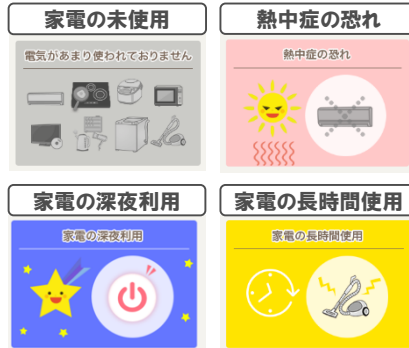 家電の未使用
電気があまり使われておりません
熱中症の恐れ
熱中症の恐れ
家電の深夜利用
家電の深夜利用
家電の長時間使用
家電の長時間使用